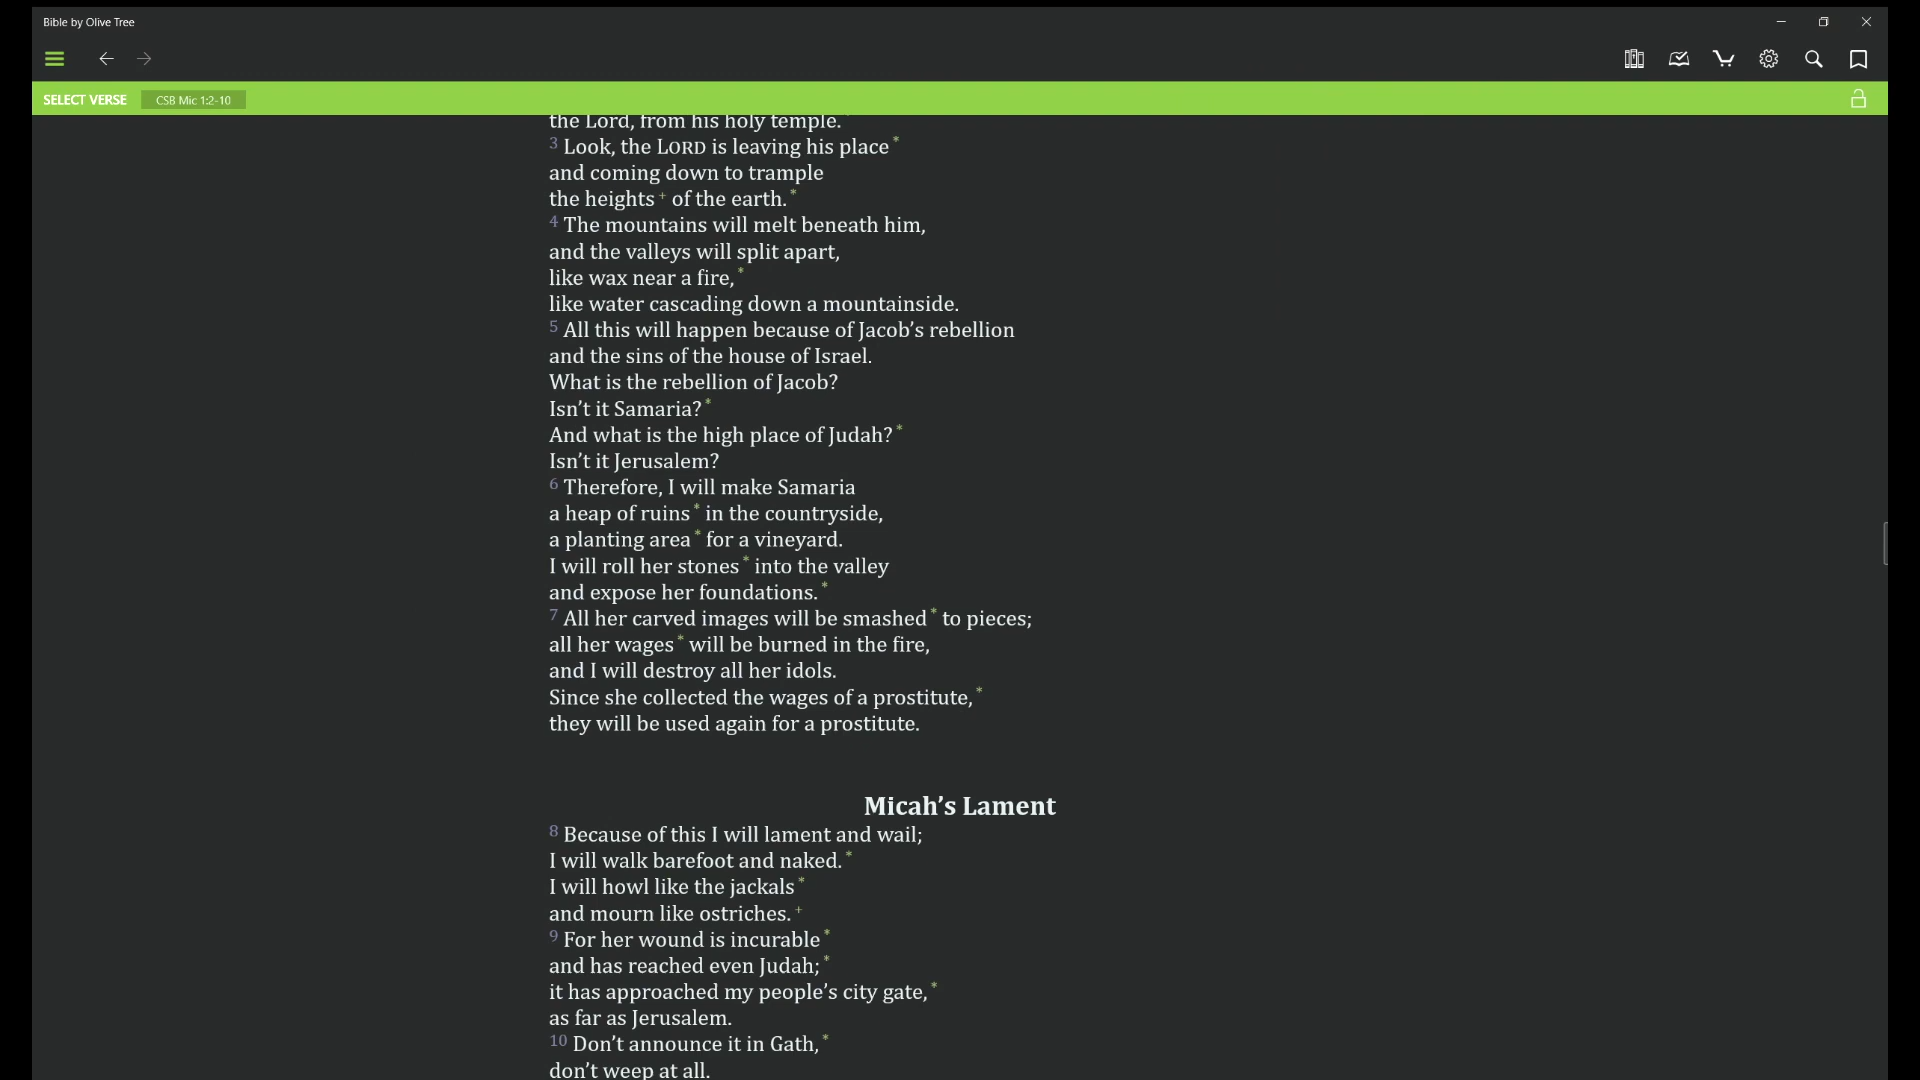 Bible by Olive Tree
SELECT VERSE CSB Mic 1:2-10
the Lord, from his holy temple. *
3 Look, the LORD is leaving his place *
and coming down to trample
the heights + of the earth. *
4 The mountains will melt beneath him,
and the valleys will split apart,
like wax near a fire, *
like water cascading down a mountainside.
5 All this will happen because of Jacob’s rebellion
and the sins of the house of Israel.
What is the rebellion of Jacob?
Isn’t it Samaria? *
And what is the high place of Judah? *
Isn’t it Jerusalem?
6 Therefore, I will make Samaria
a heap of ruins * in the countryside,
a planting area * for a vineyard.
I will roll her stones * into the valley
and expose her foundations. *
7 All her carved images will be smashed * to pieces;
all her wages * will be burned in the fire,
and I will destroy all her idols.
Since she collected the wages of a prostitute, *
they will be used again for a prostitute.
Micah’s Lament
8 Because of this I will lament and wail;
I will walk barefoot and naked. *
I will howl like the jackals *
and mourn like ostriches. +
9 For her wound is incurable *
and has reached even Judah; *
it has approached my people’s city gate, *
as far as Jerusalem.
10 Don’t announce it in Gath, *
don’t weep at all.